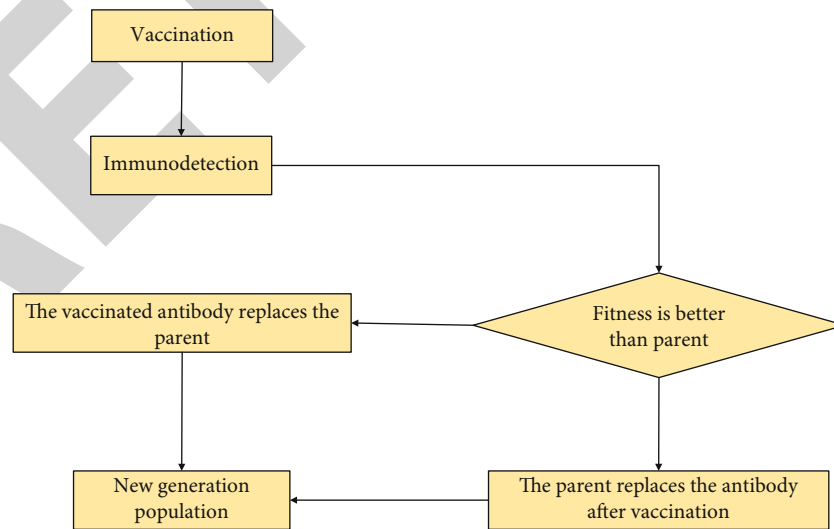 Vaccination
Immunodetection
The vaccinated antibody replaces the
parent
Fitness is better
than parent
New generation
population
The parent replaces the antibody
after vaccination